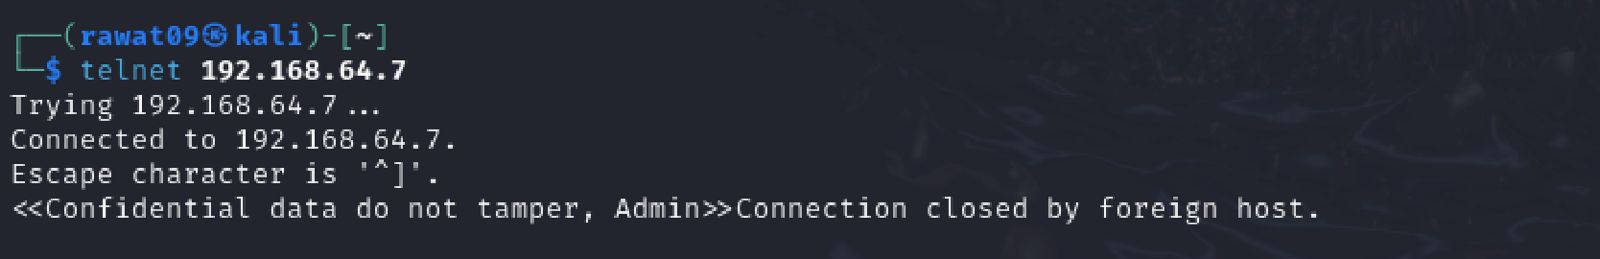 ┌──(rawat09㉿kali)-[~]
└─$ telnet 192.168.64.7
Trying 192.168.64.7...
Connected to 192.168.64.7.
Escape character is '^]'.
<<Confidential data do not tamper, Admin>>Connection closed by foreign host.